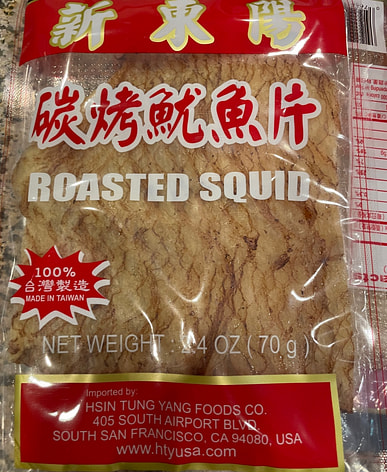 新東陽
碳烤魷魚片
ROASTED SQUID
100%
台灣製造
MADE IN TAIWAN
NET WEIGHT : 2.4 OZ ( 70 g )
Imported by:
HSIN TUNG YANG FOODS CO.
405 SOUTH AIRPORT BLVD.
SOUTH SAN FRANCISCO, CA 94080, USA
www.htyusa.com